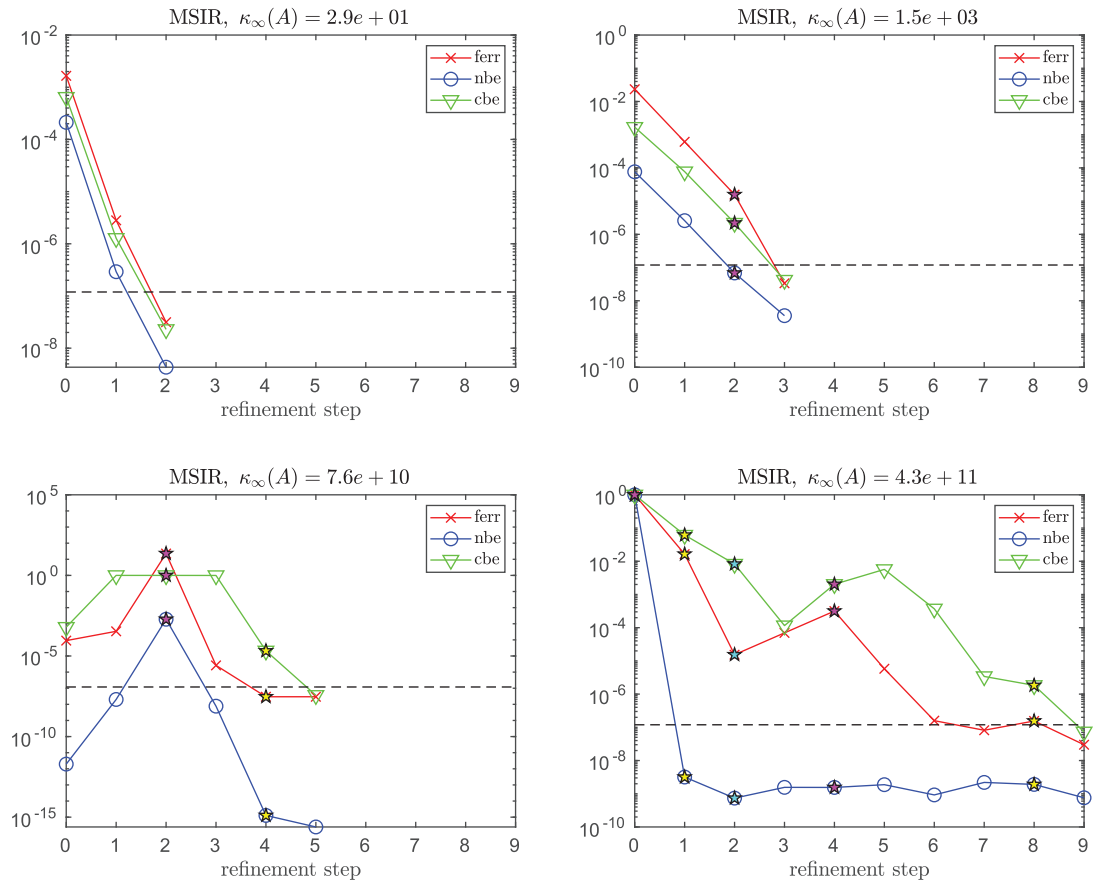 MSIR, κ∞(A) = 2.9e + 01
10^-2
10^-4
10^-6
10^-8
ferr
nbe
cbe
0 1 2 3 4 5 6 7 8 9
refinement step
MSIR, κ∞(A) = 1.5e + 03
10^0
10^-2
10^-4
10^-6
10^-8
10^-10
ferr
nbe
cbe
0 1 2 3 4 5 6 7 8 9
refinement step
MSIR, κ∞(A) = 7.6e + 10
10^5
10^0
10^-5
10^-10
10^-15
ferr
nbe
cbe
0 1 2 3 4 5 6 7 8 9
refinement step
MSIR, κ∞(A) = 4.3e + 11
10^0
10^-2
10^-4
10^-6
10^-8
10^-10
ferr
nbe
cbe
0 1 2 3 4 5 6 7 8 9
refinement step